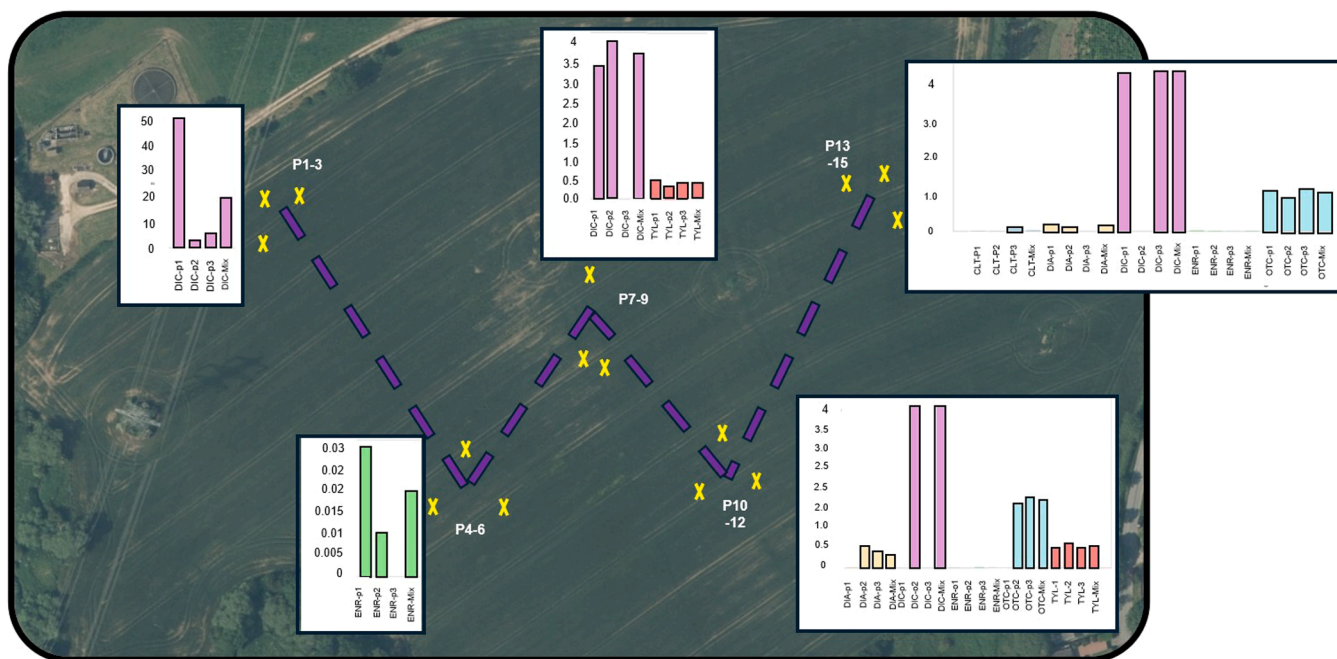 50
40
30
20
10
0
DIC-p1
DIC-p2
DIC-p3
DIC-Mix
P1-3
4
3.5
3.0
2.5
2.0
1.5
1.0
0.5
0.0
DIC-p1
DIC-p2
DIC-p3
DIC-Mix
TYL-p1
TYL-p2
TYL-p3
TYL-Mix
P7-9
P13
-15
4
3.0
2.0
1.0
0
CLT-P1
CLT-P2
CLT-P3
CLT-Mix
DIA-p1
DIA-p2
DIA-p3
DIA-Mix
DIC-p1
DIC-p2
DIC-p3
DIC-Mix
ENR-p1
ENR-p2
ENR-p3
ENR-Mix
OTC-p1
OTC-p2
OTC-p3
OTC-Mix
0.03
0.02
0.02
0.015
0.01
0.005
0
ENR-p1
ENR-p2
ENR-p3
ENR-Mix
P4-6
P10
-12
4
3.5
3.0
2.5
2.0
1.0
0.5
0
DIA-p1
DIA-p2
DIA-p3
DIA-Mix
DIC-p1
DIC-p2
DIC-p3
DIC-Mix
ENR-p1
ENR-p2
ENR-p3
ENR-Mix
OTC-p1
OTC-p2
OTC-p3
OTC-Mix
TYL-1
TYL-2
TYL-3
TYL-Mix